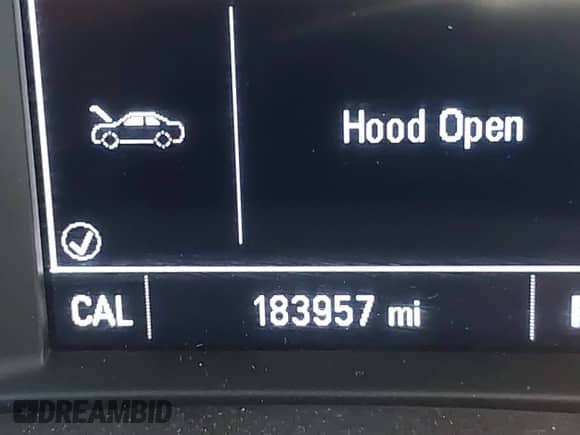 Hood Open
CAL
183957 mi
DREAMBID